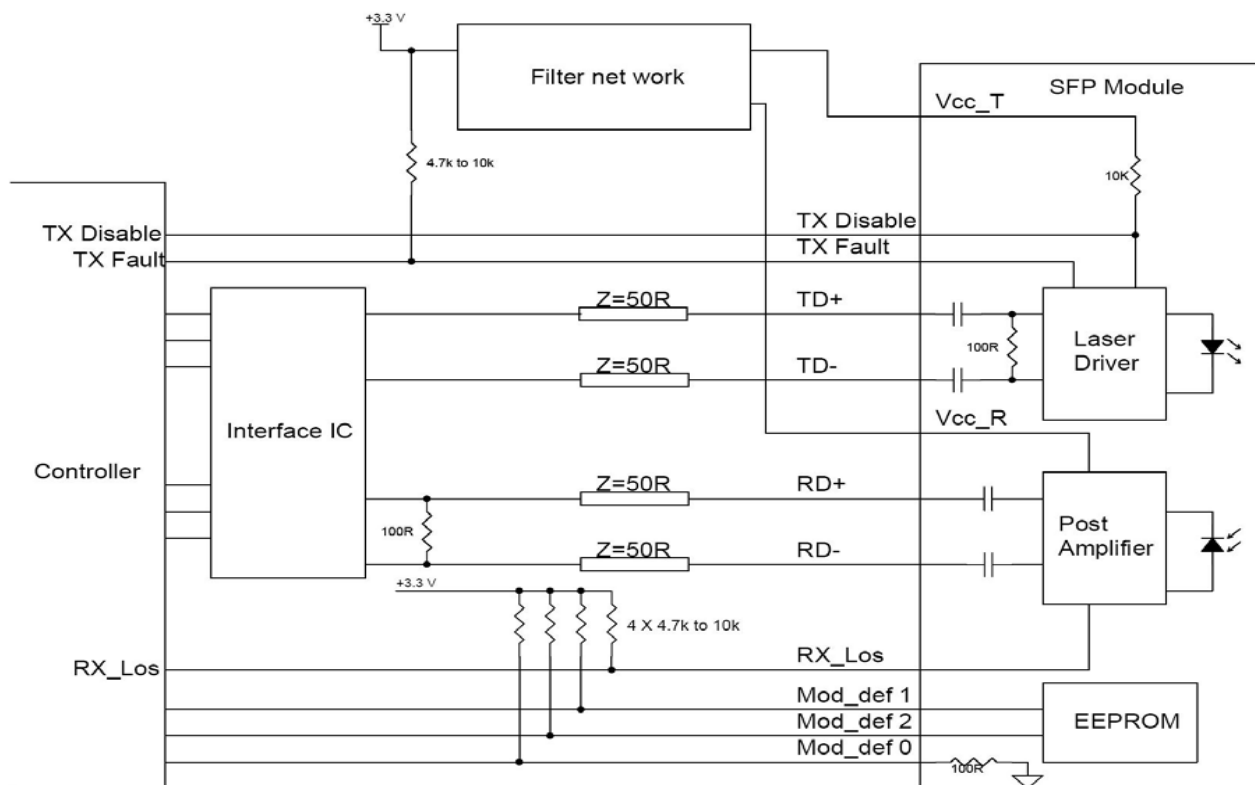 +3.3 V
Filter net work
SFP Module
Vcc_T
4.7k to 10k
10K
TX Disable
TX Disable
TX Fault
TX Fault
Z=50R
TD+
Laser
Driver
100R
Z=50R
TD-
Interface IC
Vcc_R
Controller
Z=50R
RD+
100R
Post
Amplifier
Z=50R
RD-
+3.3 V
4 X 4.7k to 10k
RX_Los
RX_Los
Mod_def 1
Mod_def 2
EEPROM
Mod_def 0
100R